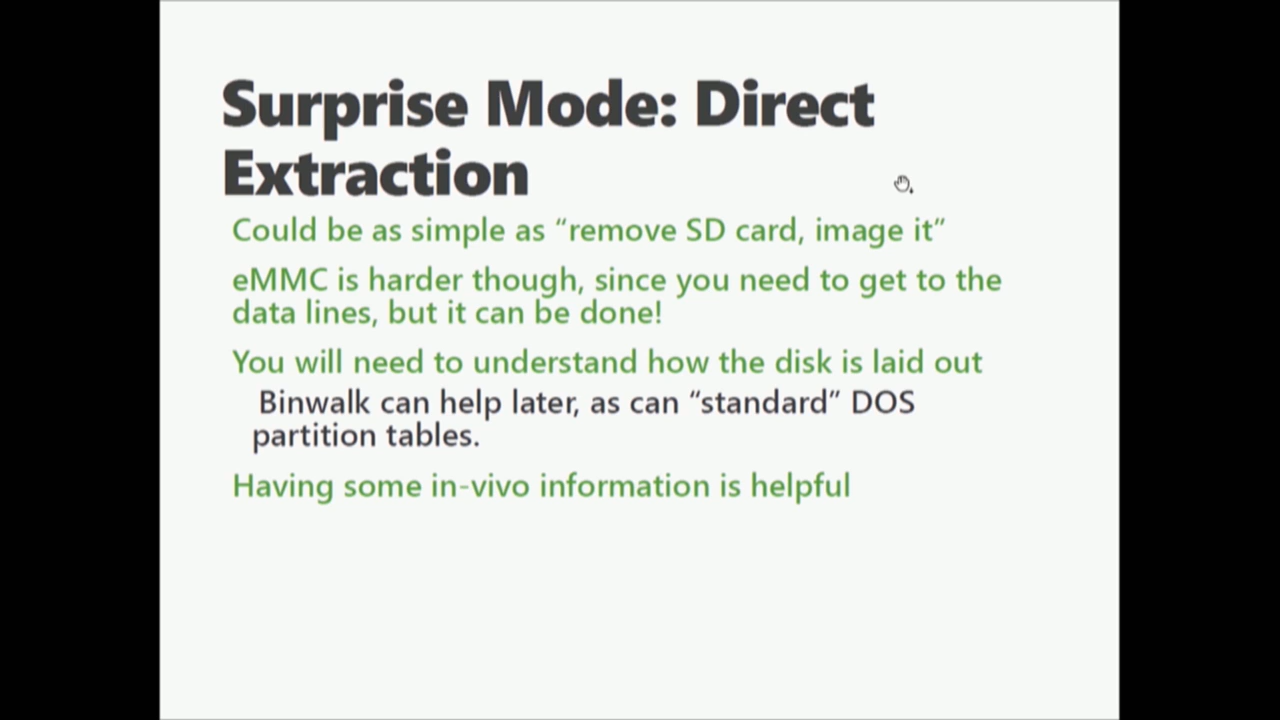 Surprise Mode: Direct
Extraction
Could be as simple as “remove SD card, image it”
eMMC is harder though, since you need to get to the
data lines, but it can be done!
You will need to understand how the disk is laid out
Binwalk can help later, as can “standard” DOS
partition tables.
Having some in-vivo information is helpful